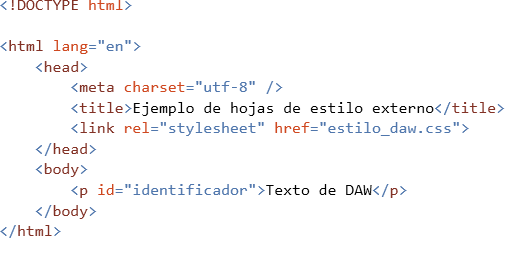 <!DOCTYPE html>
<html lang="en">
<head>
<meta charset="utf-8" />
<title>Ejemplo de hojas de estilo externo</title>
<link rel="stylesheet" href="estilo_daw.css">
</head>
<body>
<p id="identificador">Texto de DAW</p>
</body>
</html>